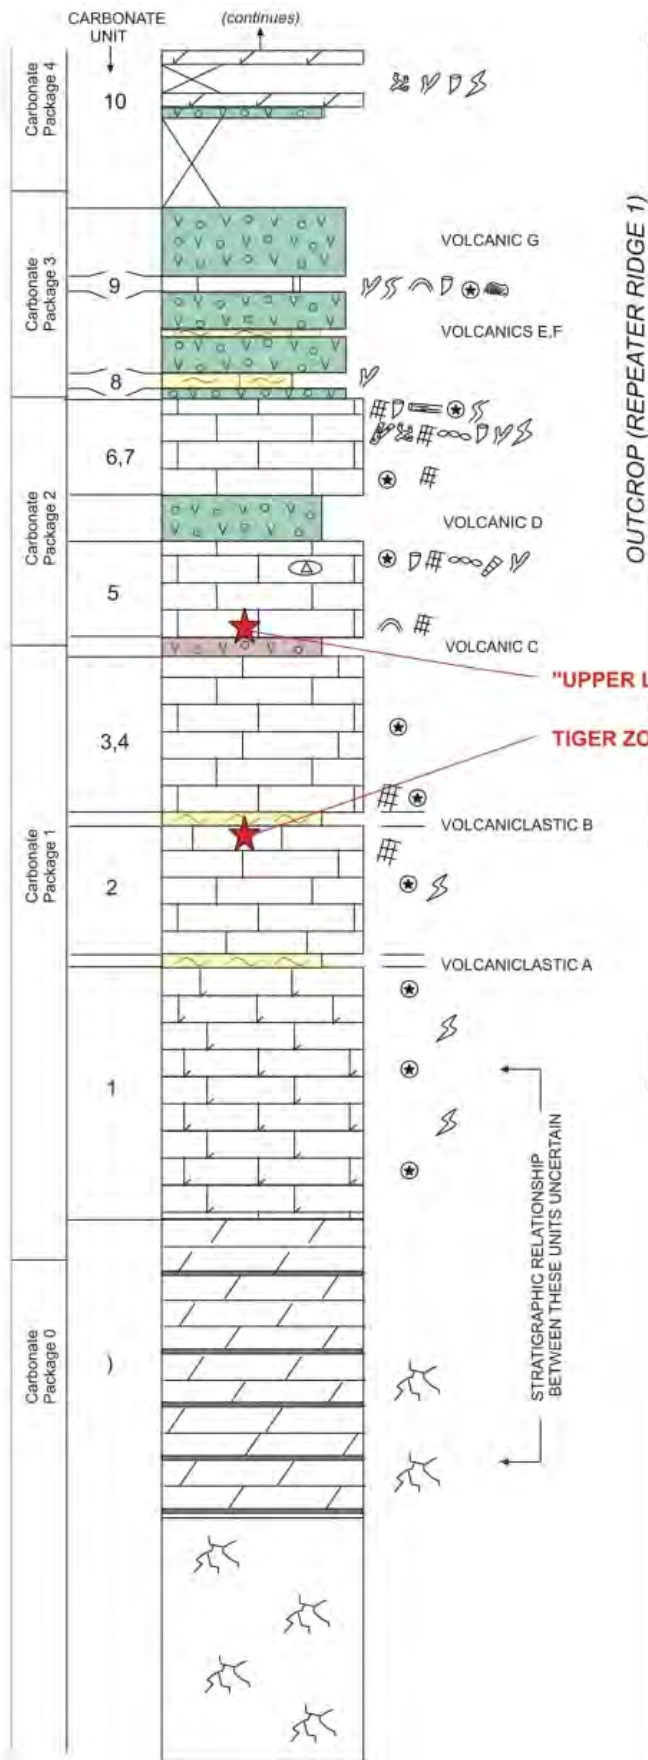 CARBONATE
UNIT
(continues)
Carbonate
Package 4
10
Carbonate
Package 3
VOLCANIC G
9
VOLCANICS E,F
8
OUTCROP (REPEATER RIDGE 1)
Carbonate
Package 2
6,7
VOLCANIC D
5
VOLCANIC C
"UPPER L
3,4
TIGER ZO
Carbonate
Package 1
VOLCANICLASTIC B
2
VOLCANICLASTIC A
1
STRATIGRAPHIC RELATIONSHIP
BETWEEN THESE UNITS UNCERTAIN
Carbonate
Package 0
)